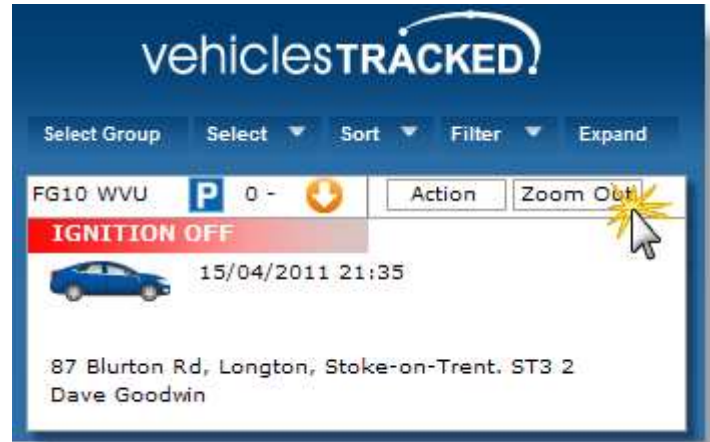 vehiclesTRACKED
Select Group Select Sort Filter Expand
FG10 WVU P 0 - Action Zoom Out
IGNITION OFF
15/04/2011 21:35
87 Blurton Rd, Longton, Stoke-on-Trent. ST3 2
Dave Goodwin